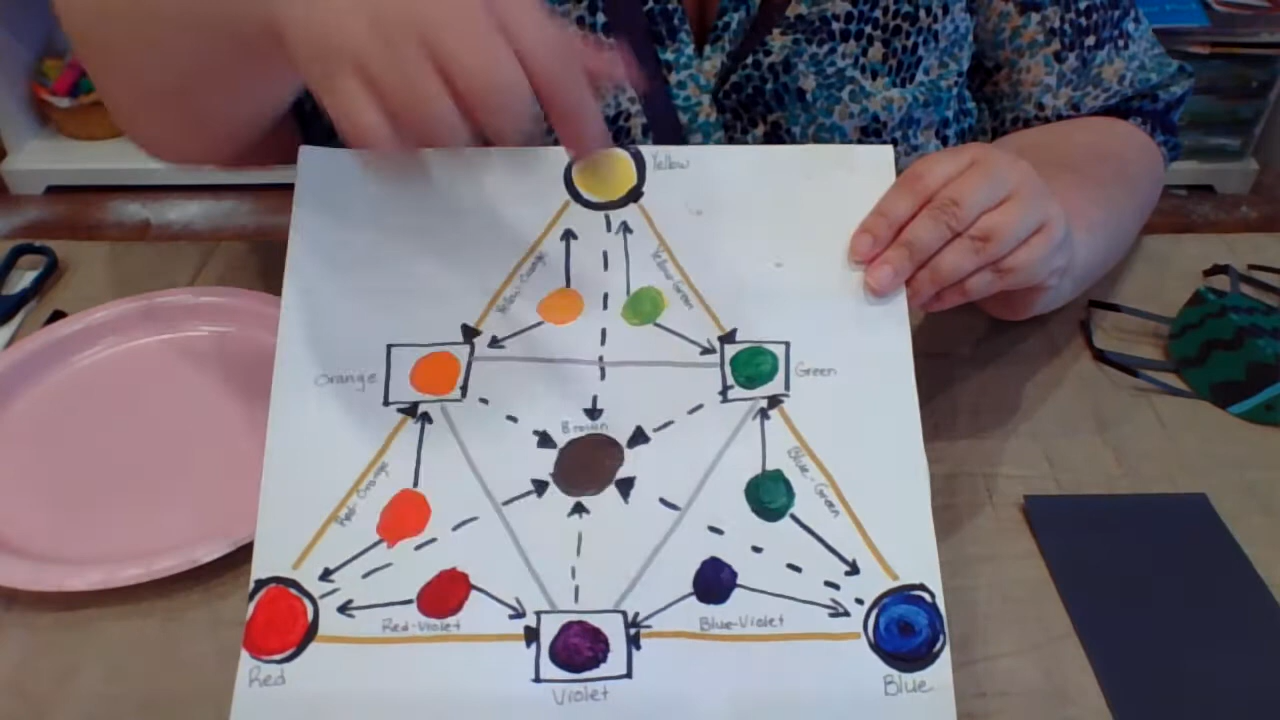 Yellow
Yellow-Orange
Yellow-Green
Orange
Green
Brown
Red-Orange
Blue-Green
Red-Violet
Blue-Violet
Red
Violet
Blue